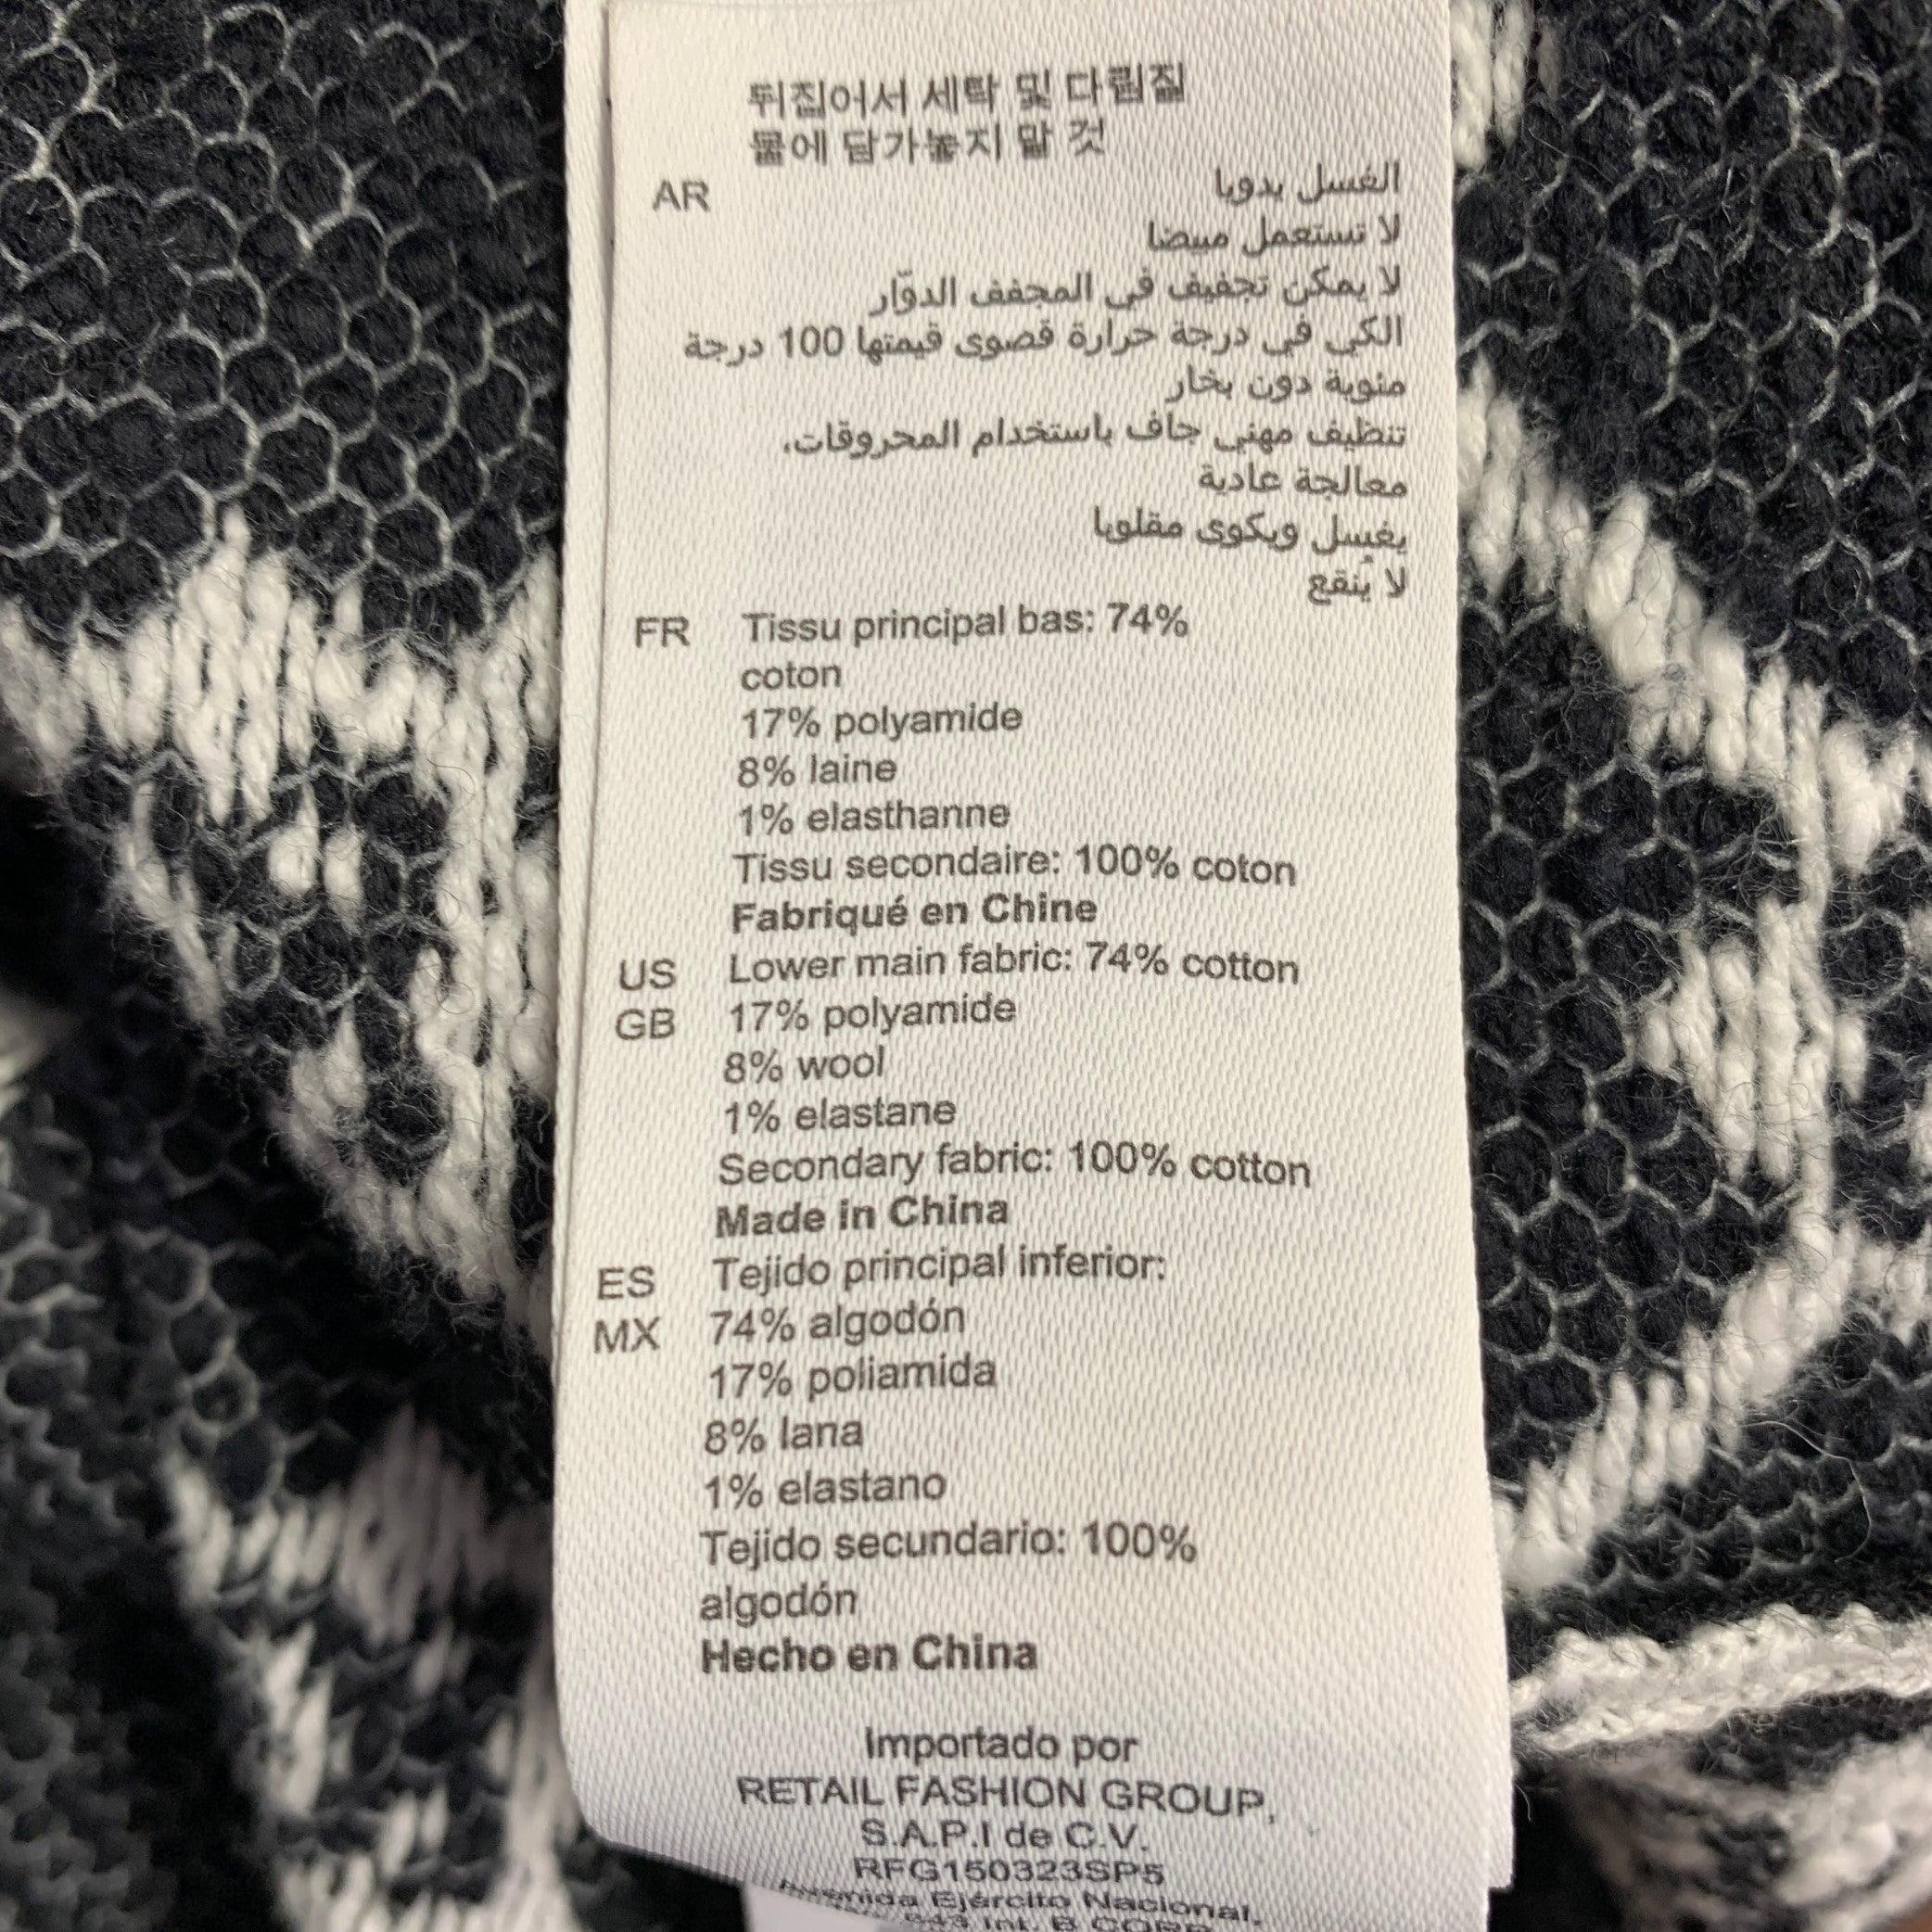 뒤집어서 세탁 및 다림질
물에 담가놓지 말 것
AR
الغسل يدويا
لا تستعمل مبيضا
لا يمكن تجفيف في المجفف الدوّار
الكي في درجة حرارة قصوى قيمتها 100 درجة
مئوية دون بخار
تنظيف مهني جاف باستخدام المحروقات،
معالجة عادية
يغسل ويكوى مقلوبا
لا يُنقع
FR Tissu principal bas: 74%
coton
17% polyamide
8% laine
1% elasthanne
Tissu secondaire: 100% coton
Fabriqué en Chine
US Lower main fabric: 74% cotton
GB 17% polyamide
8% wool
1% elastane
Secondary fabric: 100% cotton
Made in China
ES Tejido principal inferior:
MX 74% algodón
17% poliamida
8% lana
1% elastano
Tejido secundario: 100%
algodón
Hecho en China
Importado por
RETAIL FASHION GROUP,
S.A.P.I de C.V.
RFG150323SP5
Avenida Ejército Nacional,
843 Int. B